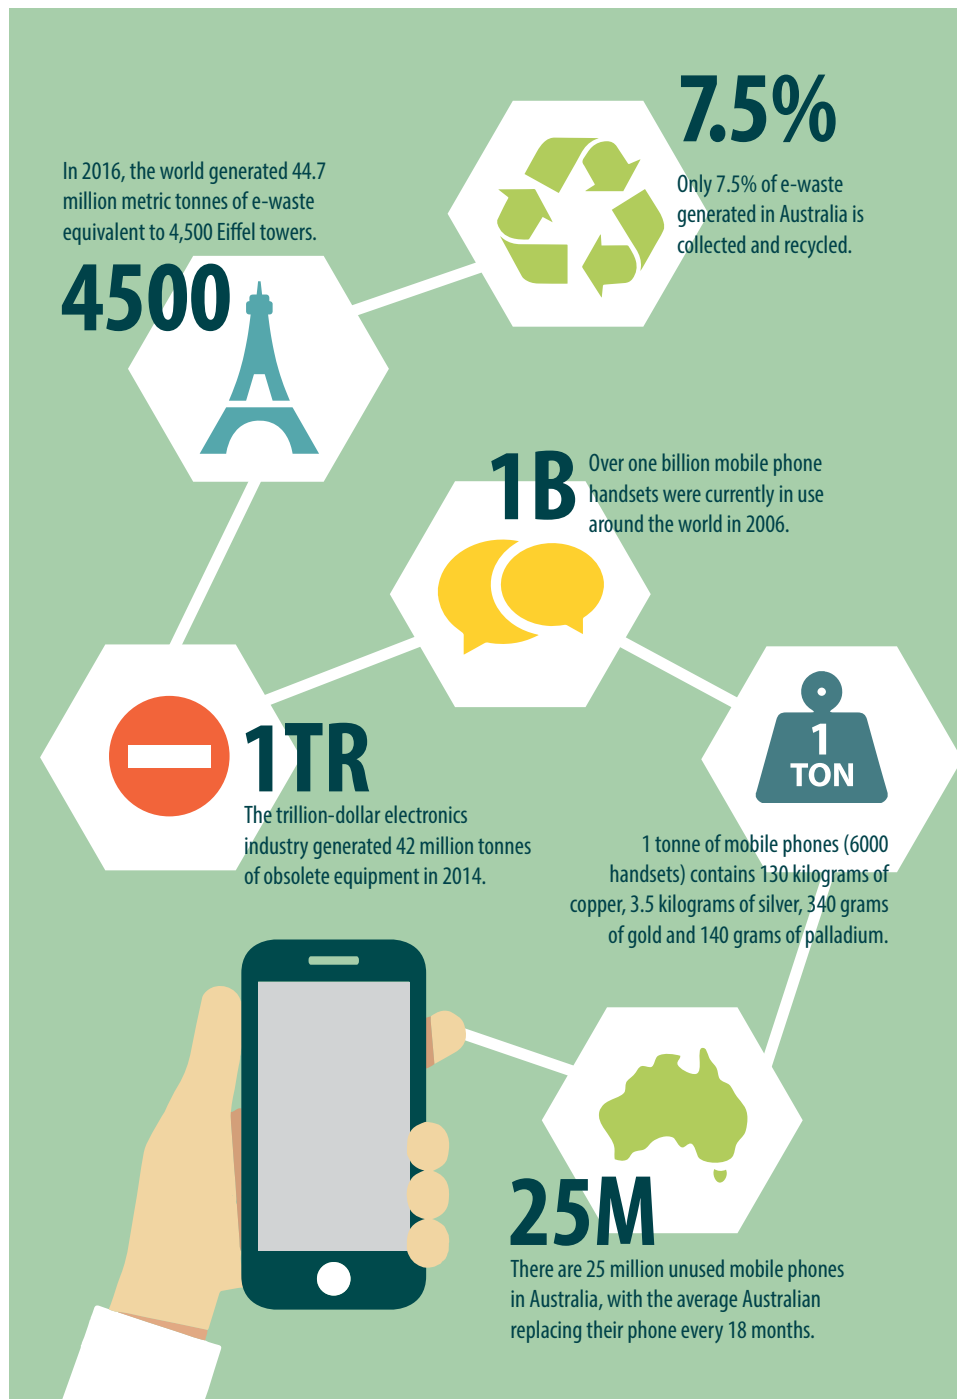 7.5%
Only 7.5% of e-waste
generated in Australia is
collected and recycled.
In 2016, the world generated 44.7
million metric tonnes of e-waste
equivalent to 4,500 Eiffel towers.
4500
1B
Over one billion mobile phone
handsets were currently in use
around the world in 2006.
1TR
The trillion-dollar electronics
industry generated 42 million tonnes
of obsolete equipment in 2014.
1
TON
1 tonne of mobile phones (6000
handsets) contains 130 kilograms of
copper, 3.5 kilograms of silver, 340 grams
of gold and 140 grams of palladium.
25M
There are 25 million unused mobile phones
in Australia, with the average Australian
replacing their phone every 18 months.